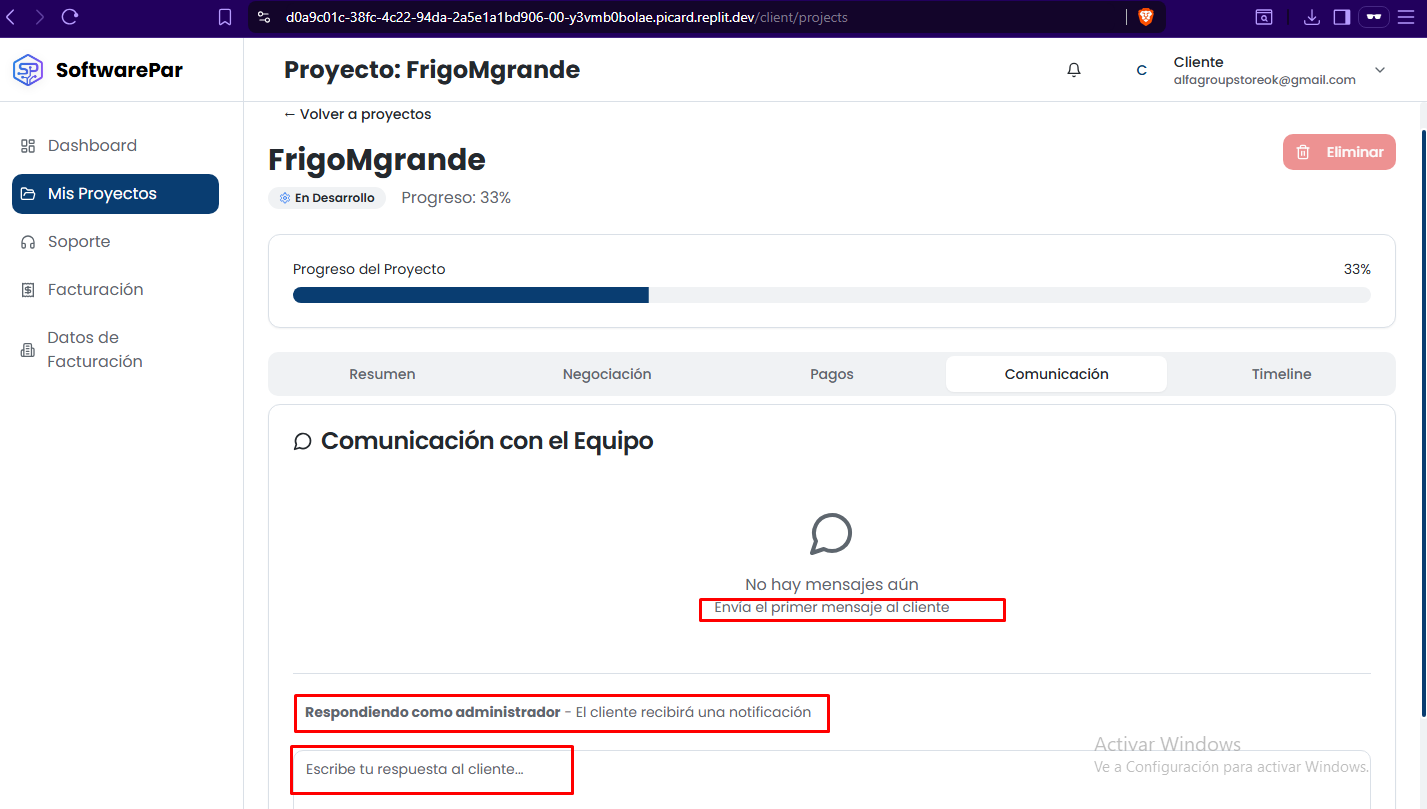 d0a9c01c-38fc-4c22-94da-2a5e1a1bd906-00-y3vmb0bolae.picard.replit.dev/client/projects
SoftwarePar
Proyecto: FrigoMgrande
C
Cliente
alfagroupstoreok@gmail.com
← Volver a proyectos
Dashboard
Mis Proyectos
Soporte
Facturación
Datos de
Facturación
FrigoMgrande
Eliminar
En Desarrollo
Progreso: 33%
Progreso del Proyecto
33%
Resumen
Negociación
Pagos
Comunicación
Timeline
Comunicación con el Equipo
No hay mensajes aún
Envía el primer mensaje al cliente
Respondiendo como administrador - El cliente recibirá una notificación
Escribe tu respuesta al cliente...
Activar Windows
Ve a Configuración para activar Windows.